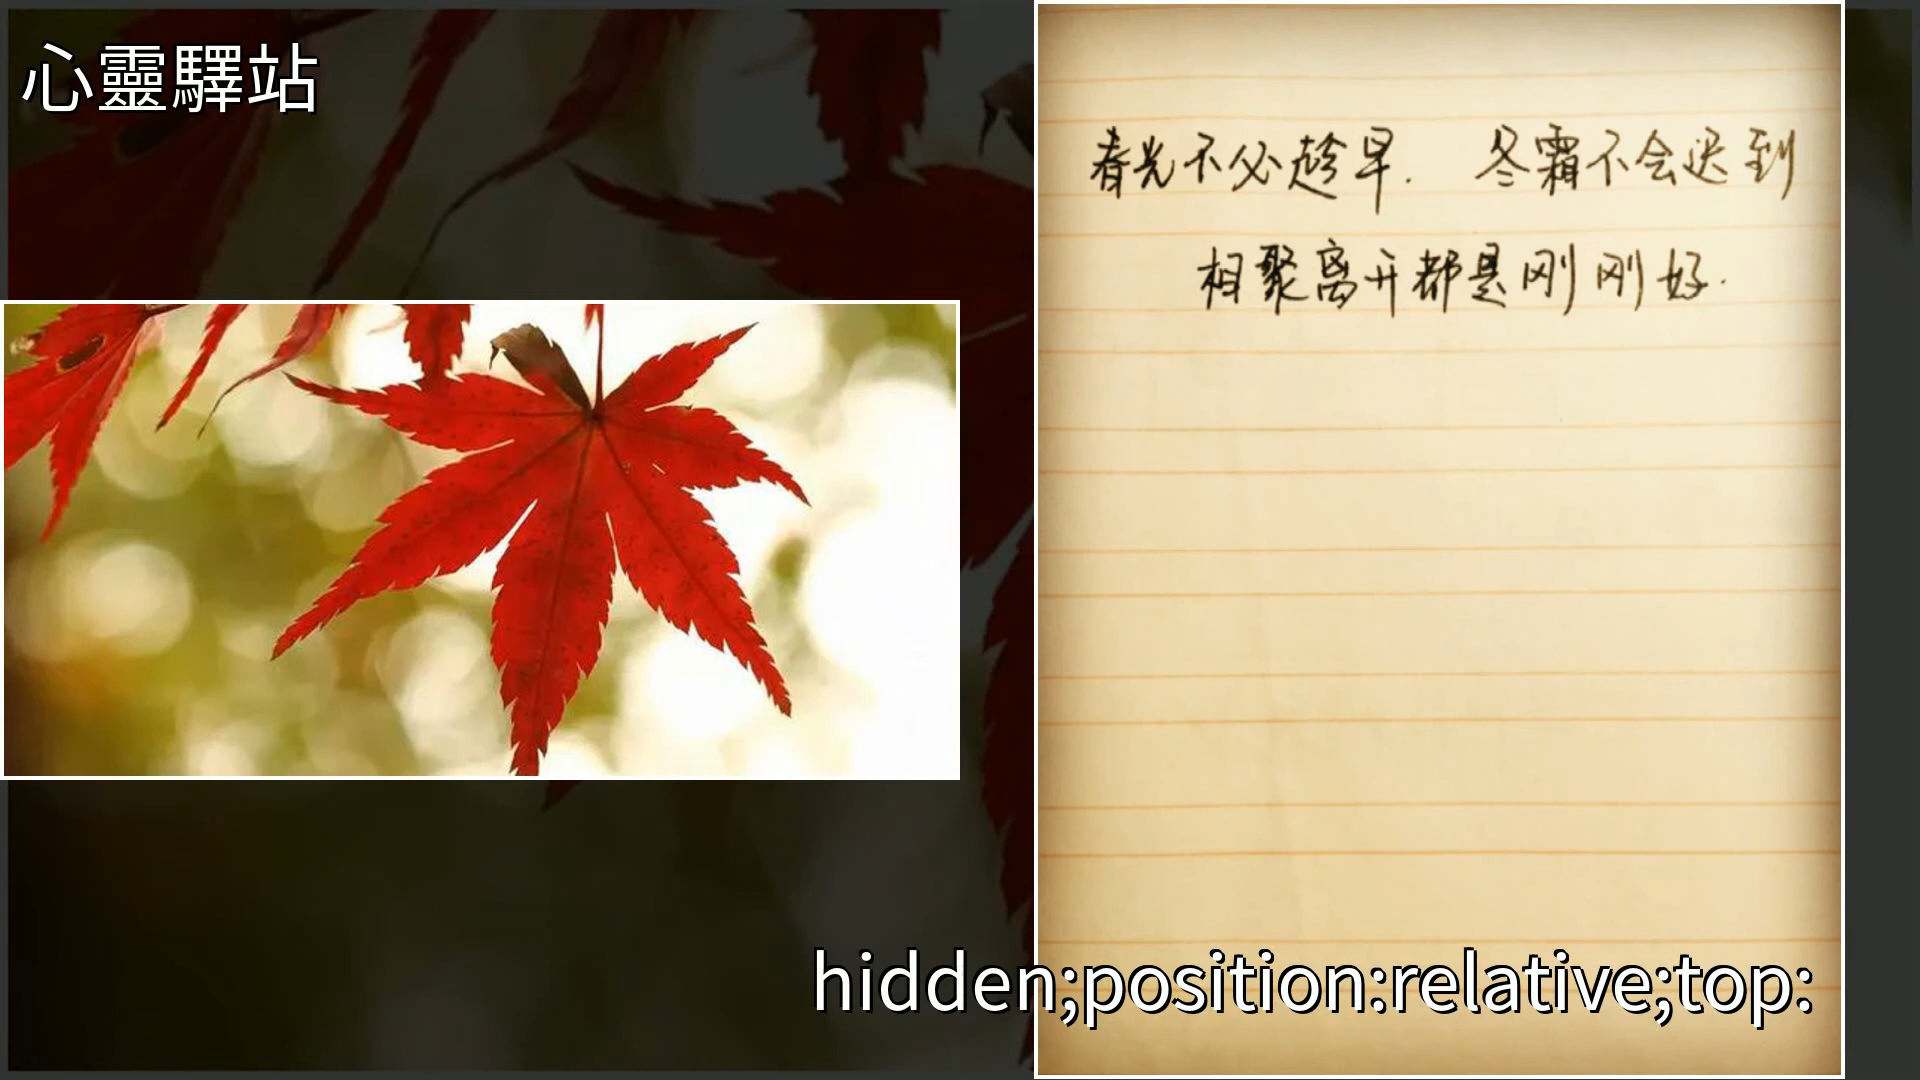 心靈驛站
春光不必趁早. 冬霜不会迟到
相聚离开都是刚刚好.
hidden;position:relative;top: